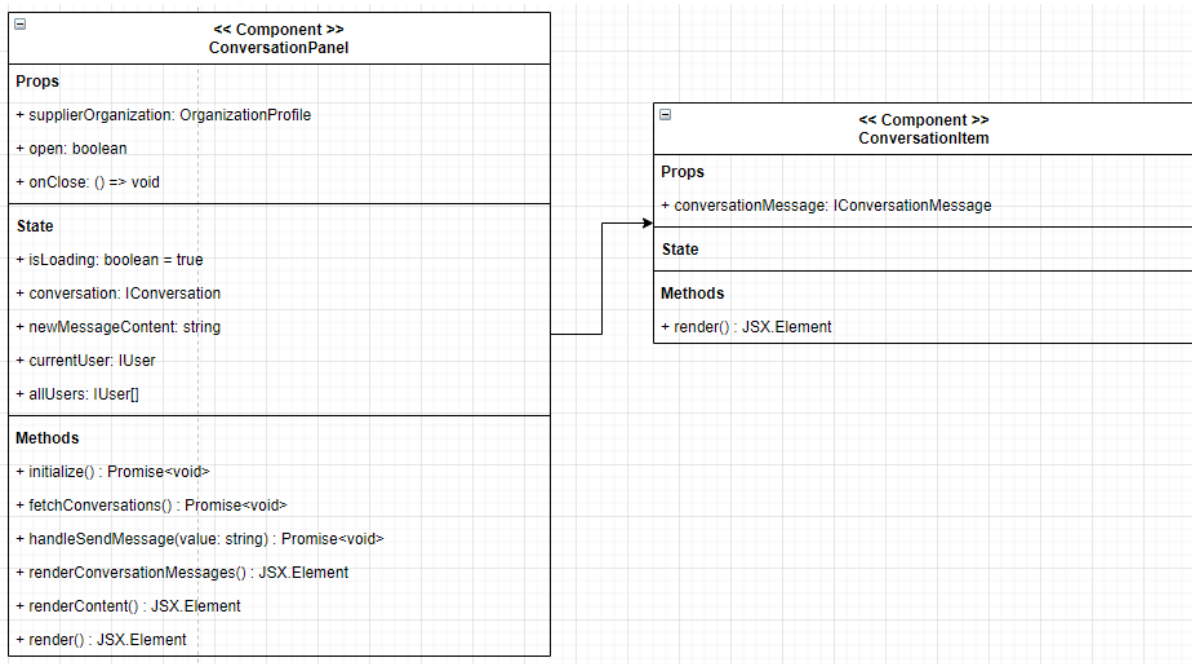 << Component >>
ConversationPanel
Props
+ supplierOrganization: OrganizationProfile
+ open: boolean
+ onClose: () => void
State
+ isLoading: boolean = true
+ conversation: IConversation
+ newMessageContent: string
+ currentUser: IUser
+ allUsers: IUser[]
Methods
+ initialize() : Promise<void>
+ fetchConversations() : Promise<void>
+ handleSendMessage(value: string) : Promise<void>
+ renderConversationMessages() : JSX.Element
+ renderContent() : JSX.Element
+ render() : JSX.Element
<< Component >>
ConversationItem
Props
+ conversationMessage: IConversationMessage
State
Methods
+ render() : JSX.Element